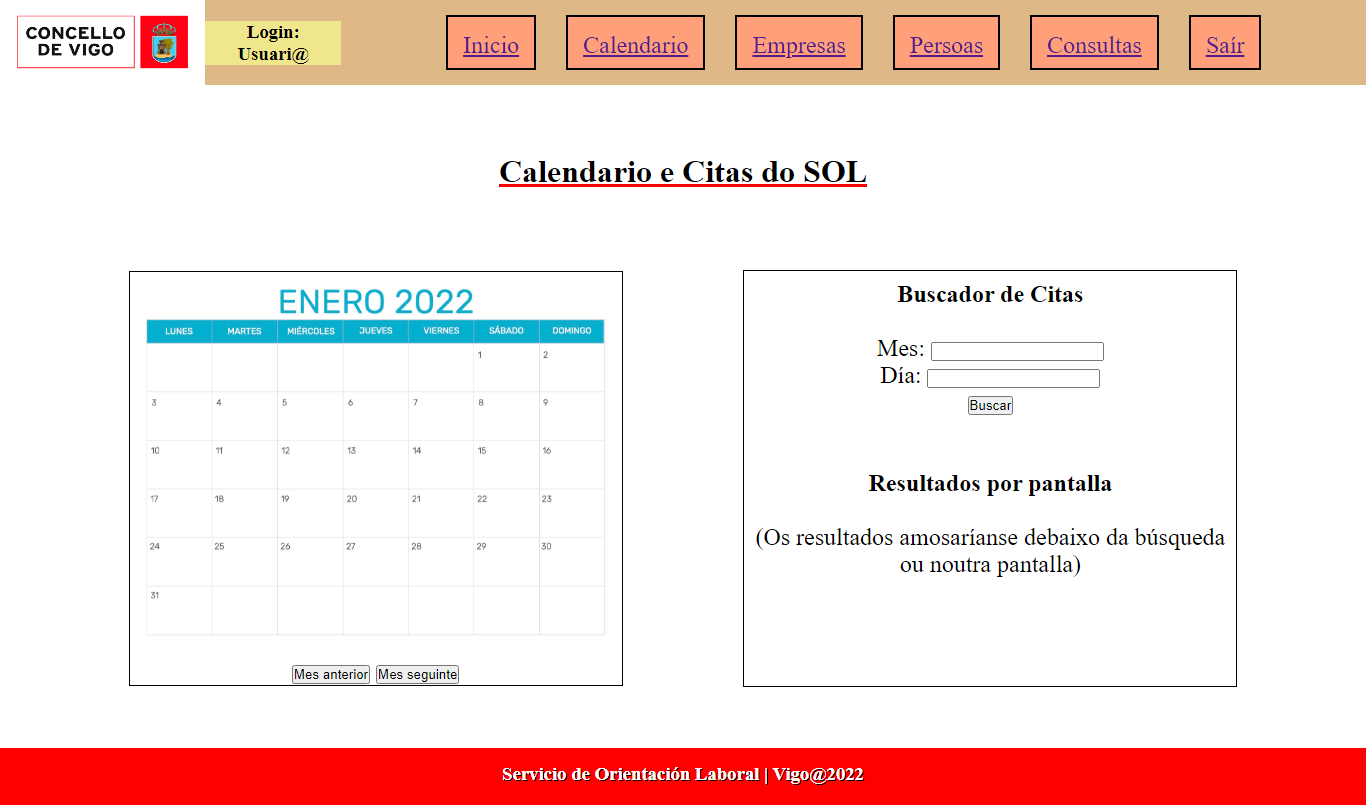 CONCELLO
DE VIGO
Login:
Usuari@
Inicio
Calendario
Empresas
Persoas
Consultas
Saír
Calendario e Citas do SOL
ENERO 2022
LUNES MARTES MIÉRCOLES JUEVES VIERNES SÁBADO DOMINGO
1 2
3 4 5 6 7 8 9
10 11 12 13 14 15 16
17 18 19 20 21 22 23
24 25 26 27 28 29 30
31
Mes anterior Mes seguinte
Buscador de Citas
Mes:
Día:
Buscar
Resultados por pantalla
(Os resultados amosaríanse debaixo da búsqueda
ou noutra pantalla)
Servicio de Orientación Laboral | Vigo@2022